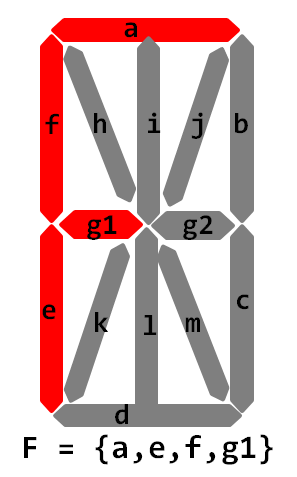 a
f h i j b
g1 g2
e k l m c
d
F = {a,e,f,g1}